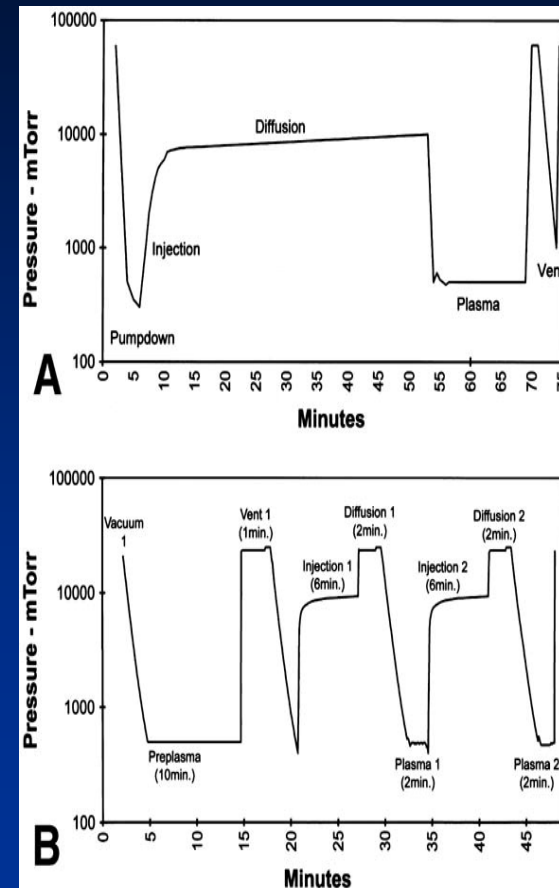 100000
10000
1000
100
Pressure - mTorr
Diffusion
Injection
Pumpdown
Plasma
Ven
0
5
10
15
20
25
30
35
40
45
50
55
60
65
70
75
Minutes
A
100000
10000
1000
100
Pressure - mTorr
Vacuum
1
Vent 1
(1min.)
Diffusion 1
(2min.)
Diffusion 2
(2min.)
Injection 1
(6min.)
Injection 2
(6min.)
Preplasma
(10min.)
Plasma 1
(2min.)
Plasma 2
(2min.)
0
5
10
15
20
25
30
35
40
45
Minutes
B